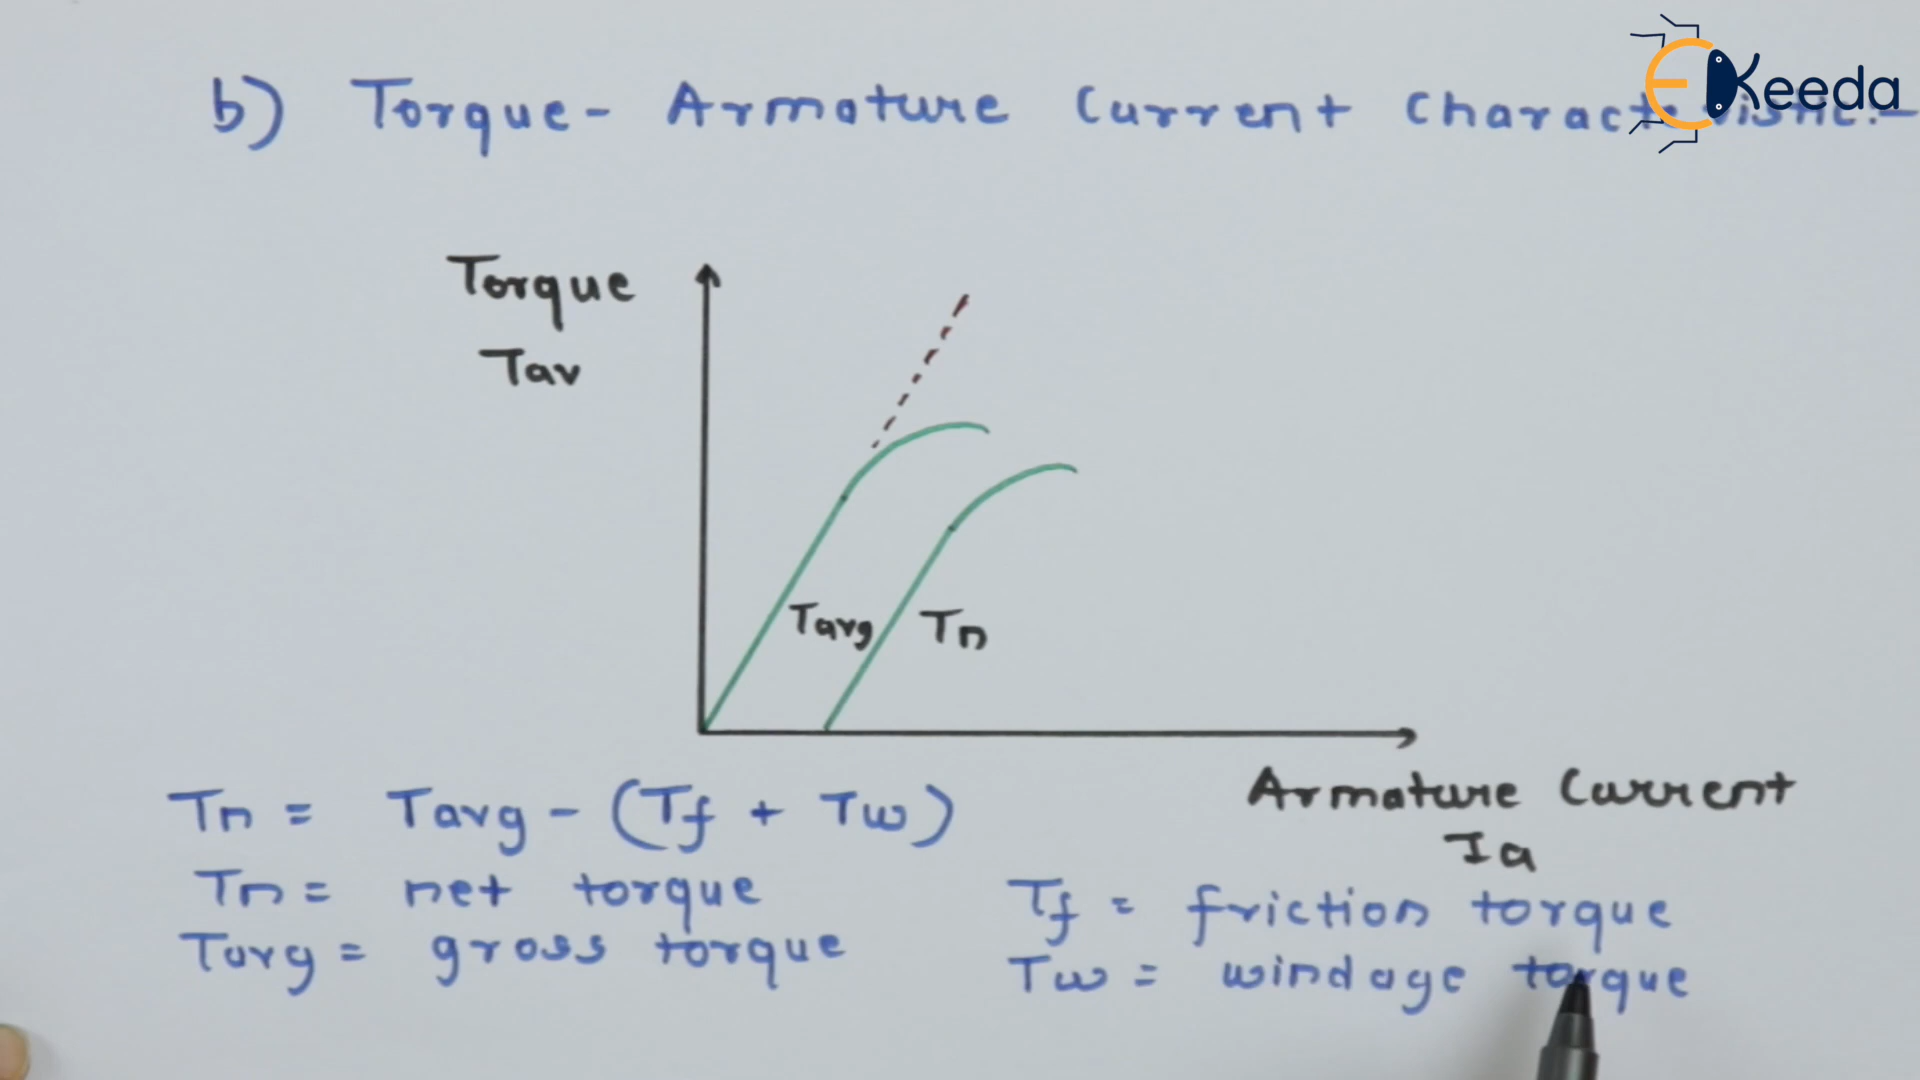 b) Torque - Armature Current Characteristic:-
EKeeda
Torque
Tav
Tavg
Tn
Armature Current
Ia
Tn = Tavg - (Tf + Tw)
Tn = net torque
Tavg = gross torque
Tf = friction torque
Tw = windage torque